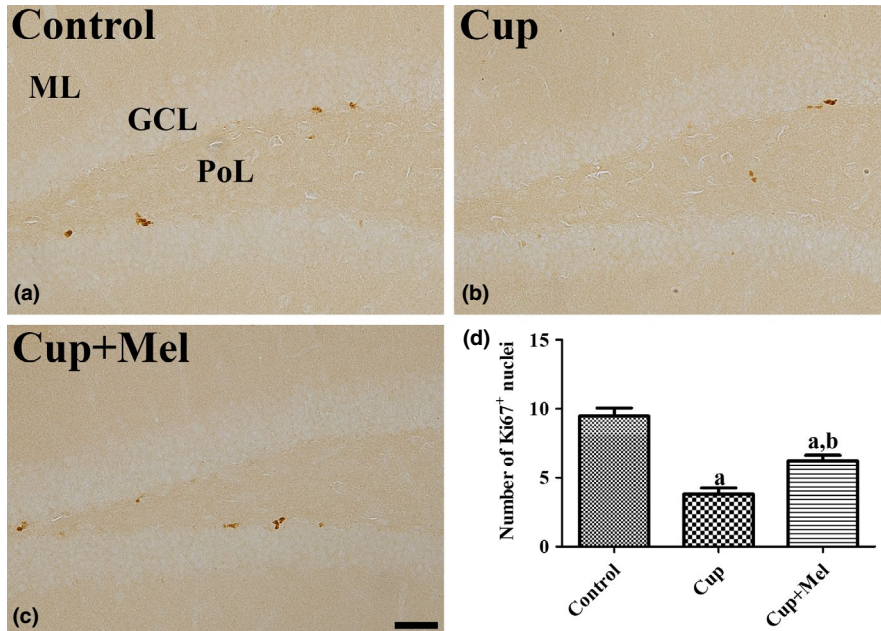 Control
ML
GCL
PoL
(a)
Cup
(b)
Cup+Mel
(c)
(d)
Number of Ki67⁺ nuclei
15
10
5
0
a
a,b
Control
Cup
Cup+Mel